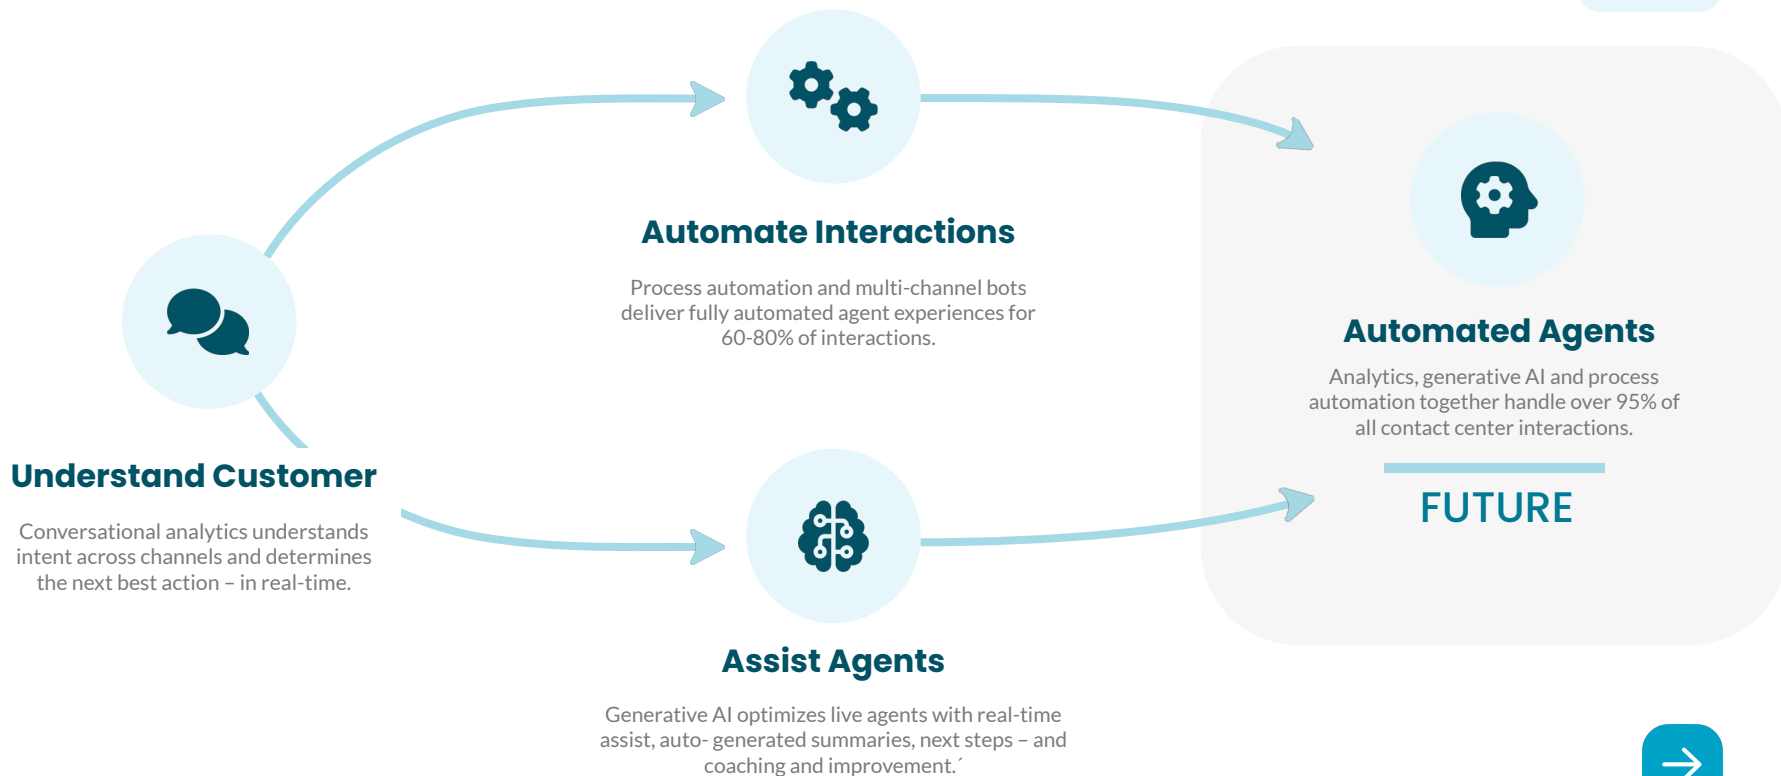 Automate Interactions
Process automation and multi-channel bots
deliver fully automated agent experiences for
60-80% of interactions.
Automated Agents
Analytics, generative AI and process
automation together handle over 95% of
all contact center interactions.
FUTURE
Understand Customer
Conversational analytics understands
intent across channels and determines
the next best action – in real-time.
Assist Agents
Generative AI optimizes live agents with real-time
assist, auto- generated summaries, next steps – and
coaching and improvement.´